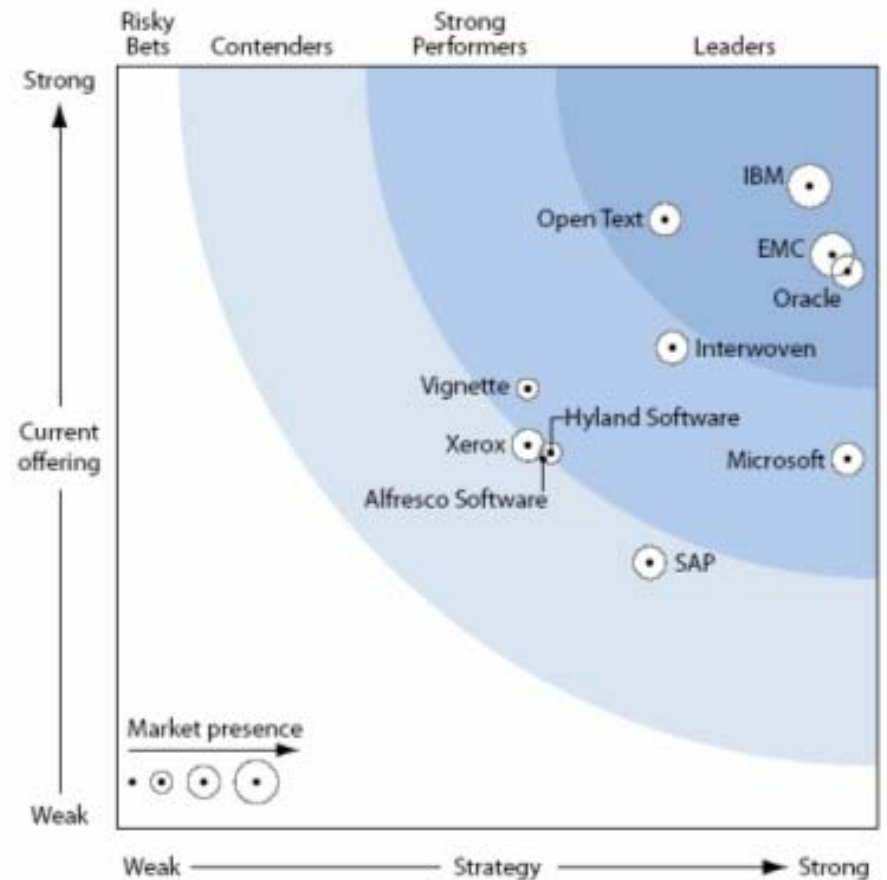 Risky
Bets
Contenders
Strong
Performers
Leaders
Strong
IBM
Open Text
EMC
Oracle
Interwoven
Vignette
Hyland Software
Current
offering
Xerox
Microsoft
Alfresco Software
SAP
Market presence
Weak
Weak
Strategy
Strong